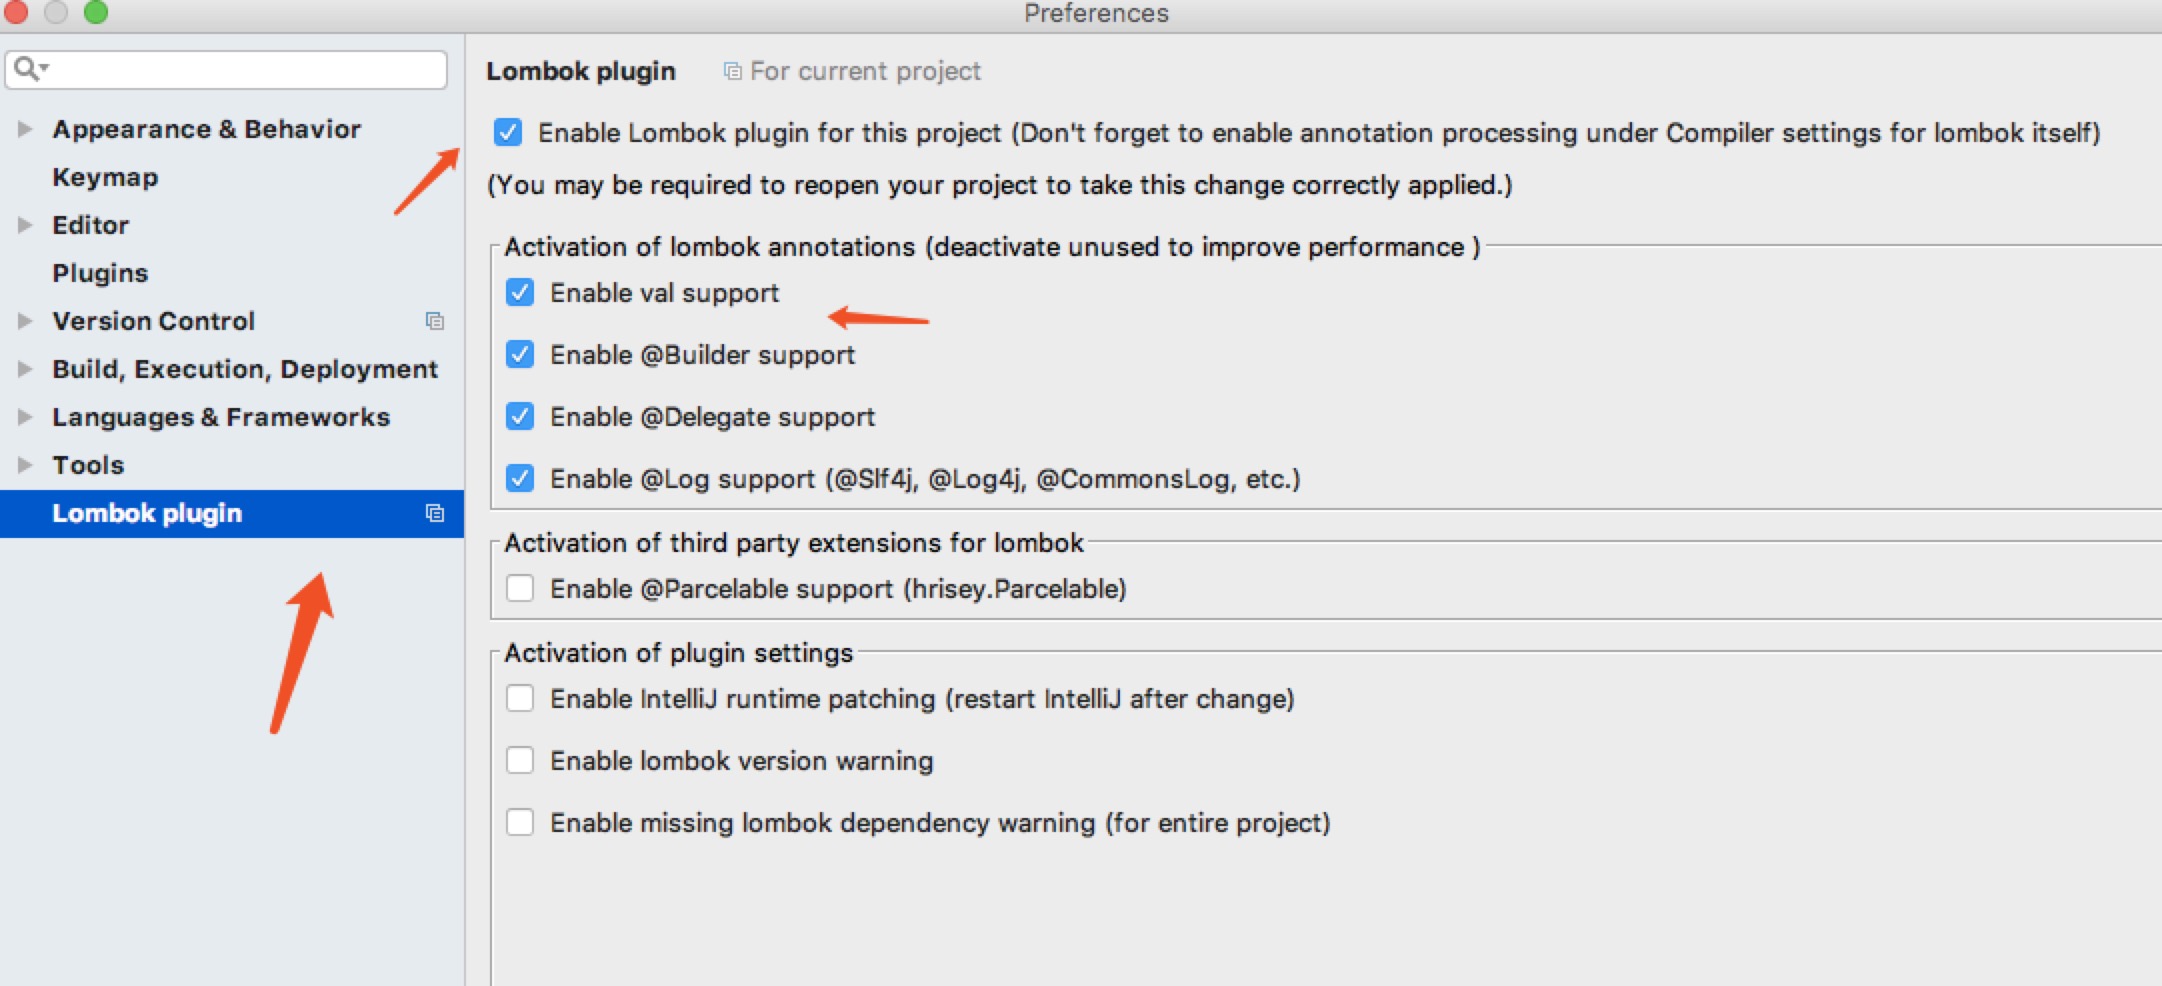 Preferences
Appearance & Behavior
Keymap
Editor
Plugins
Version Control
Build, Execution, Deployment
Languages & Frameworks
Tools
Lombok plugin
Lombok plugin For current project
Enable Lombok plugin for this project (Don't forget to enable annotation processing under Compiler settings for lombok itself)
(You may be required to reopen your project to take this change correctly applied.)
Activation of lombok annotations (deactivate unused to improve performance )
Enable val support
Enable @Builder support
Enable @Delegate support
Enable @Log support (@Slf4j, @Log4j, @CommonsLog, etc.)
Activation of third party extensions for lombok
Enable @Parcelable support (hrisey.Parcelable)
Activation of plugin settings
Enable IntelliJ runtime patching (restart IntelliJ after change)
Enable lombok version warning
Enable missing lombok dependency warning (for entire project)